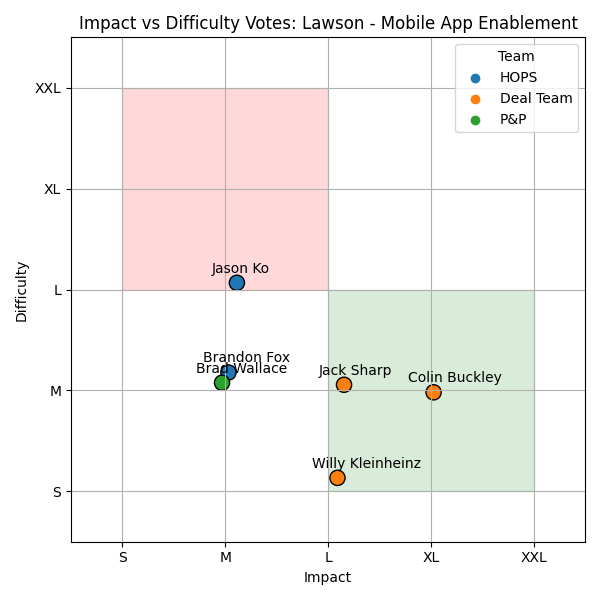 Impact vs Difficulty Votes: Lawson - Mobile App Enablement
Team
HOPS
Deal Team
P&P
XXL
XL
L
M
S
Difficulty
Jason Ko
Brandon Fox
Brad Wallace
Jack Sharp
Colin Buckley
Willy Kleinheinz
S
M
L
XL
XXL
Impact